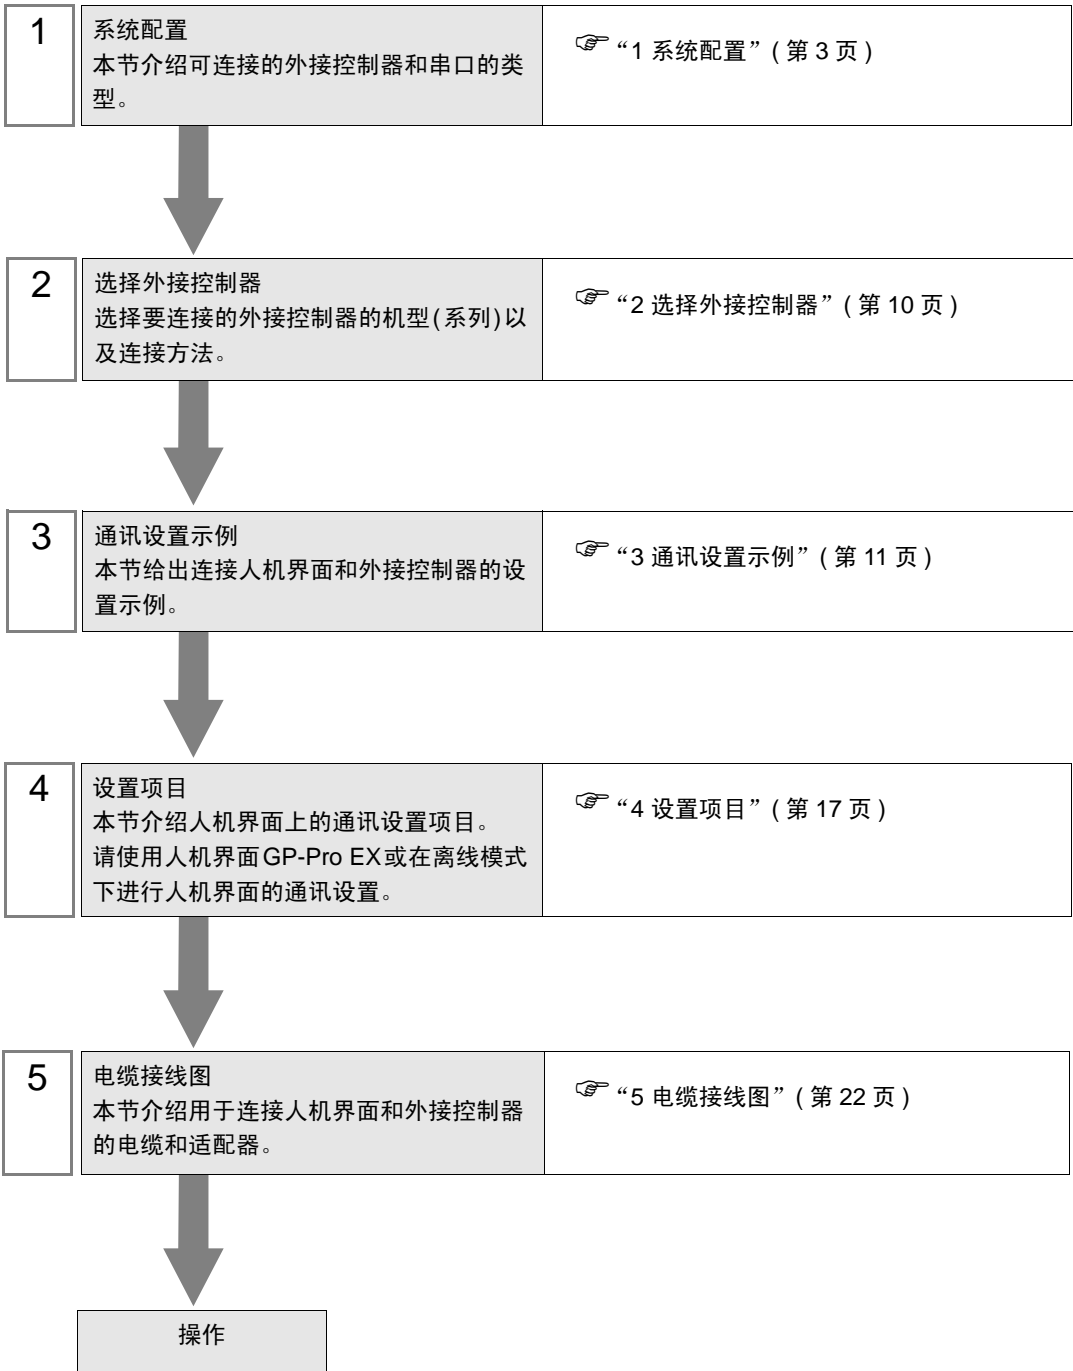 1
系统配置
本节介绍可连接的外接控制器和串口的类
型。
☞ “1 系统配置” ( 第 3 页 )
2
选择外接控制器
选择要连接的外接控制器的机型(系列)以
及连接方法。
☞ “2 选择外接控制器” ( 第 10 页 )
3
通讯设置示例
本节给出连接人机界面和外接控制器的设
置示例。
☞ “3 通讯设置示例” ( 第 11 页 )
4
设置项目
本节介绍人机界面上的通讯设置项目。
请使用人机界面GP-Pro EX或在离线模式
下进行人机界面的通讯设置。
☞ “4 设置项目” ( 第 17 页 )
5
电缆接线图
本节介绍用于连接人机界面和外接控制器
的电缆和适配器。
☞ “5 电缆接线图” ( 第 22 页 )
操作